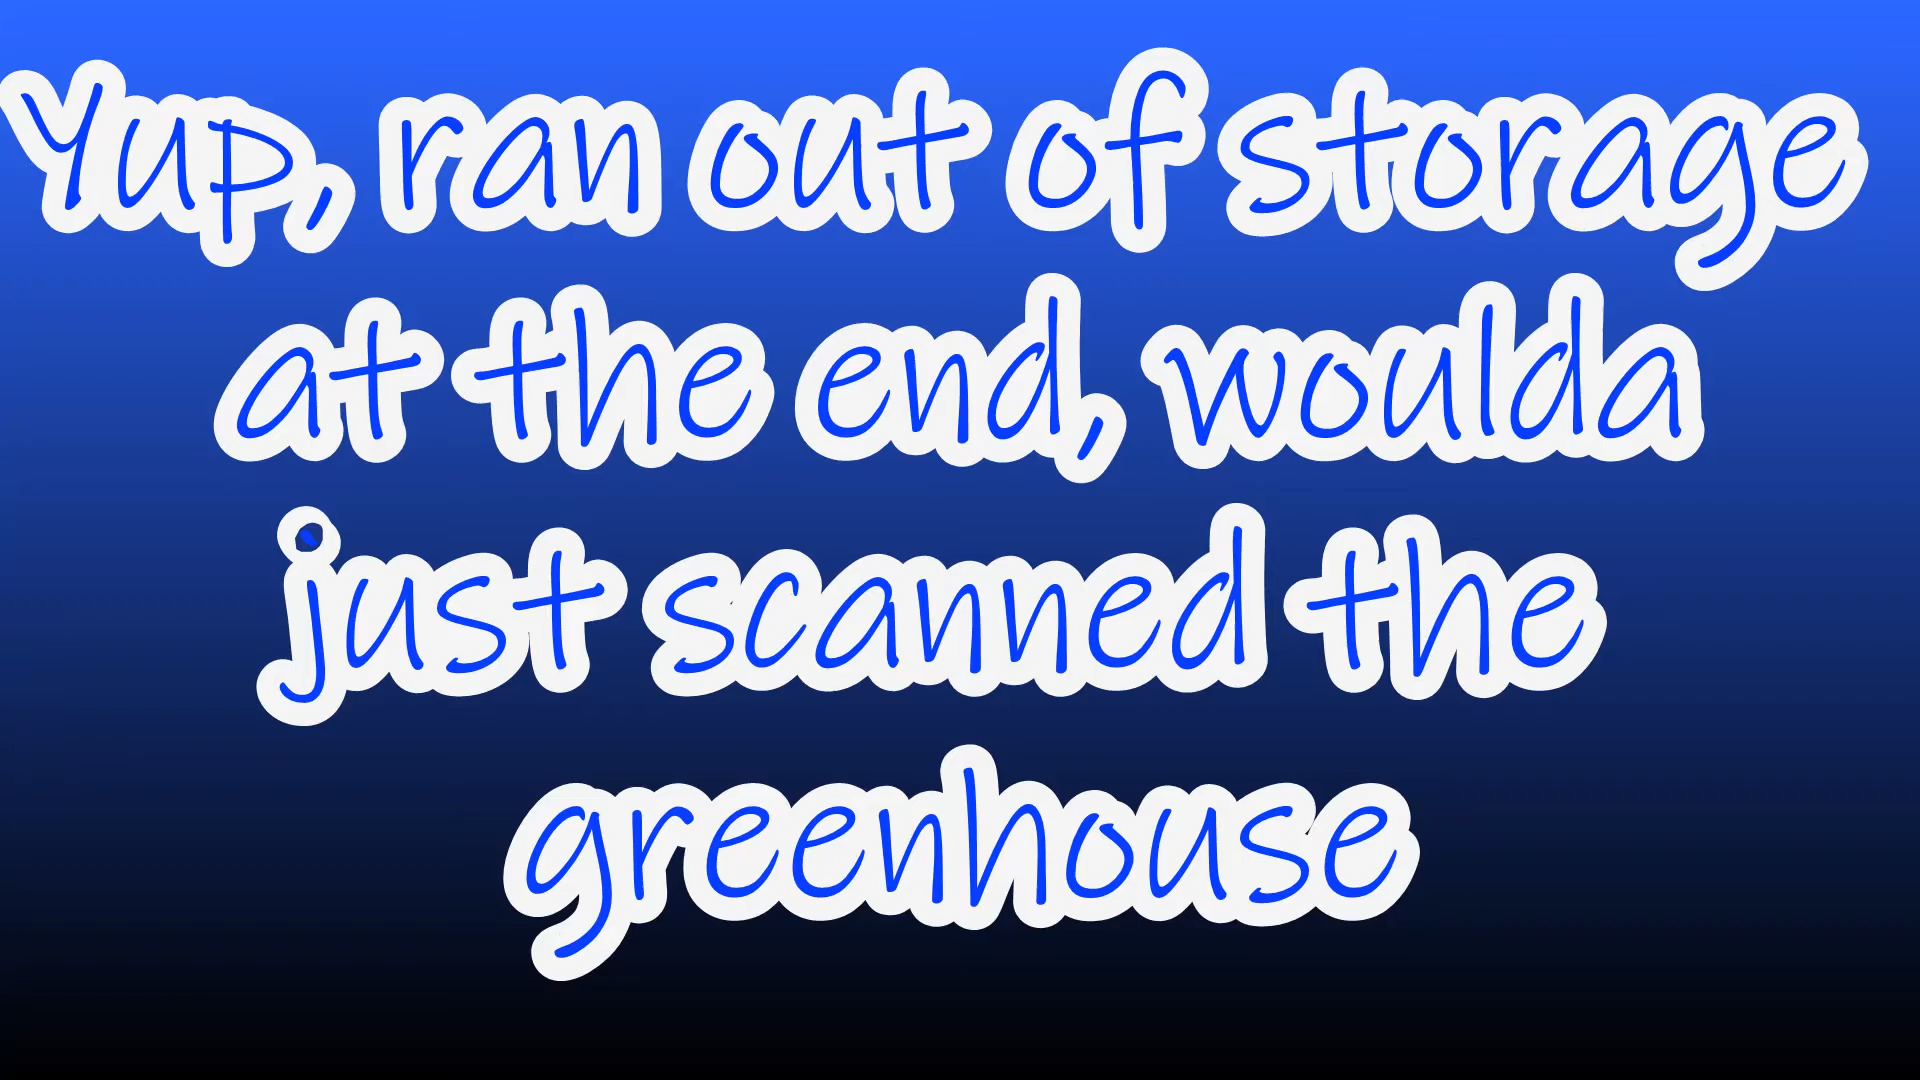 Yup, ran out of storage
at the end, woulda
just scanned the
greenhouse